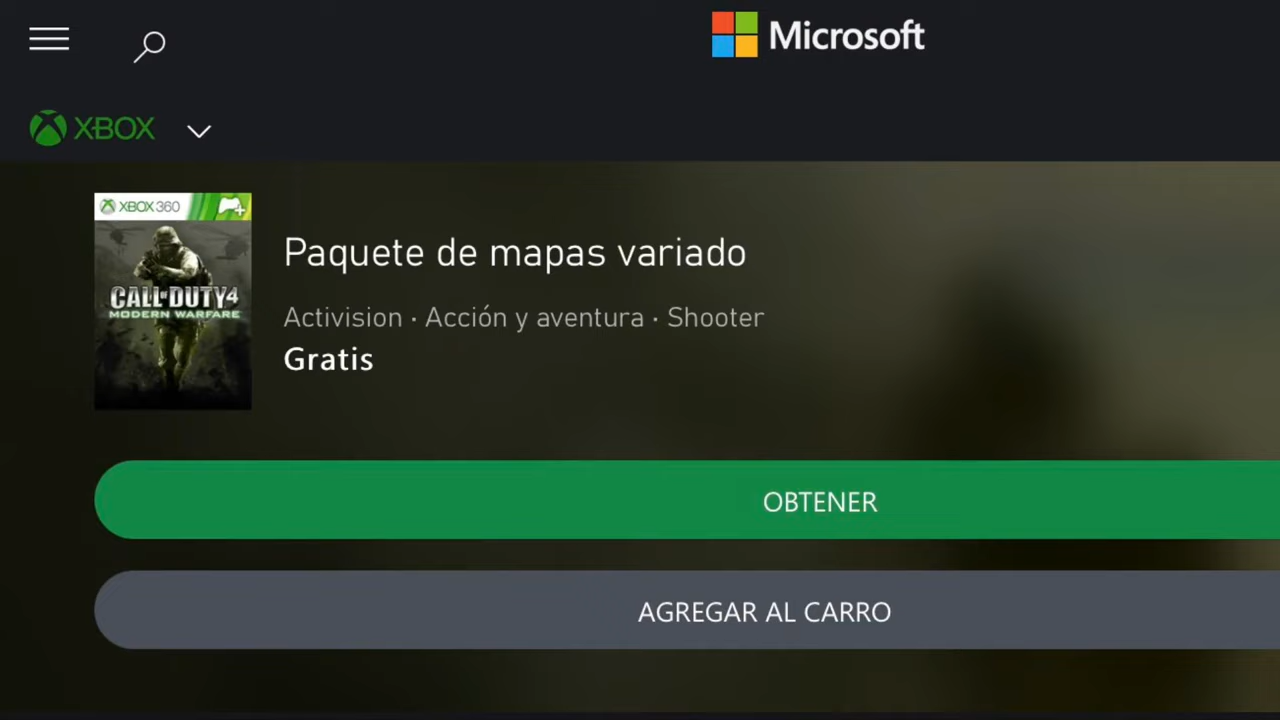 Microsoft
XBOX
XBOX 360
CALL OF DUTY 4
MODERN WARFARE
Paquete de mapas variado
Activision · Acción y aventura · Shooter
Gratis
OBTENER
AGREGAR AL CARRO